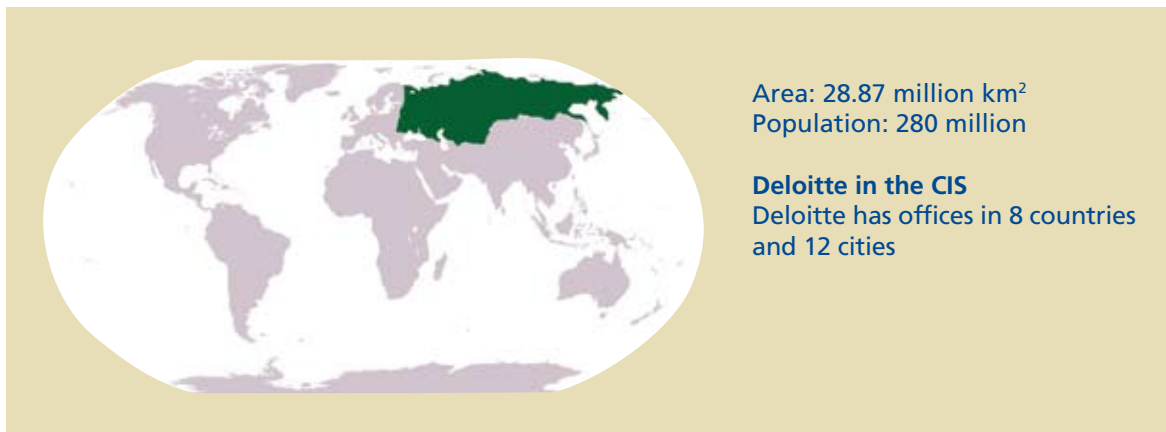 Area: 28.87 million km²
Population: 280 million
Deloitte in the CIS
Deloitte has offices in 8 countries
and 12 cities